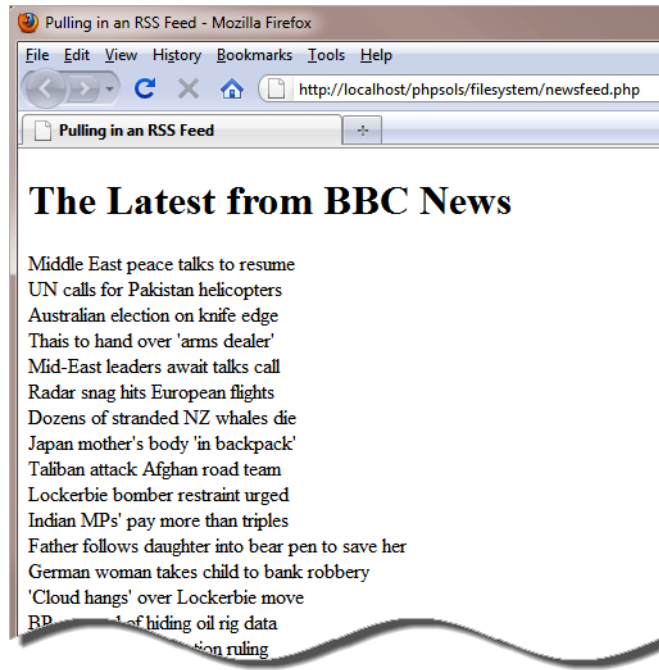 Pulling in an RSS Feed - Mozilla Firefox
File Edit View History Bookmarks Tools Help
http://localhost/phpsols/filesystem/newsfeed.php
Pulling in an RSS Feed
The Latest from BBC News
Middle East peace talks to resume
UN calls for Pakistan helicopters
Australian election on knife edge
Thais to hand over 'arms dealer'
Mid-East leaders await talks call
Radar snag hits European flights
Dozens of stranded NZ whales die
Japan mother's body 'in backpack'
Taliban attack Afghan road team
Lockerbie bomber restraint urged
Indian MPs' pay more than triples
Father follows daughter into bear pen to save her
German woman takes child to bank robbery
'Cloud hangs' over Lockerbie move
BP of hiding oil rig data
ruling